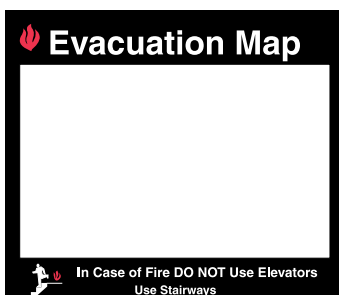 Evacuation Map
In Case of Fire DO NOT Use Elevators
Use Stairways